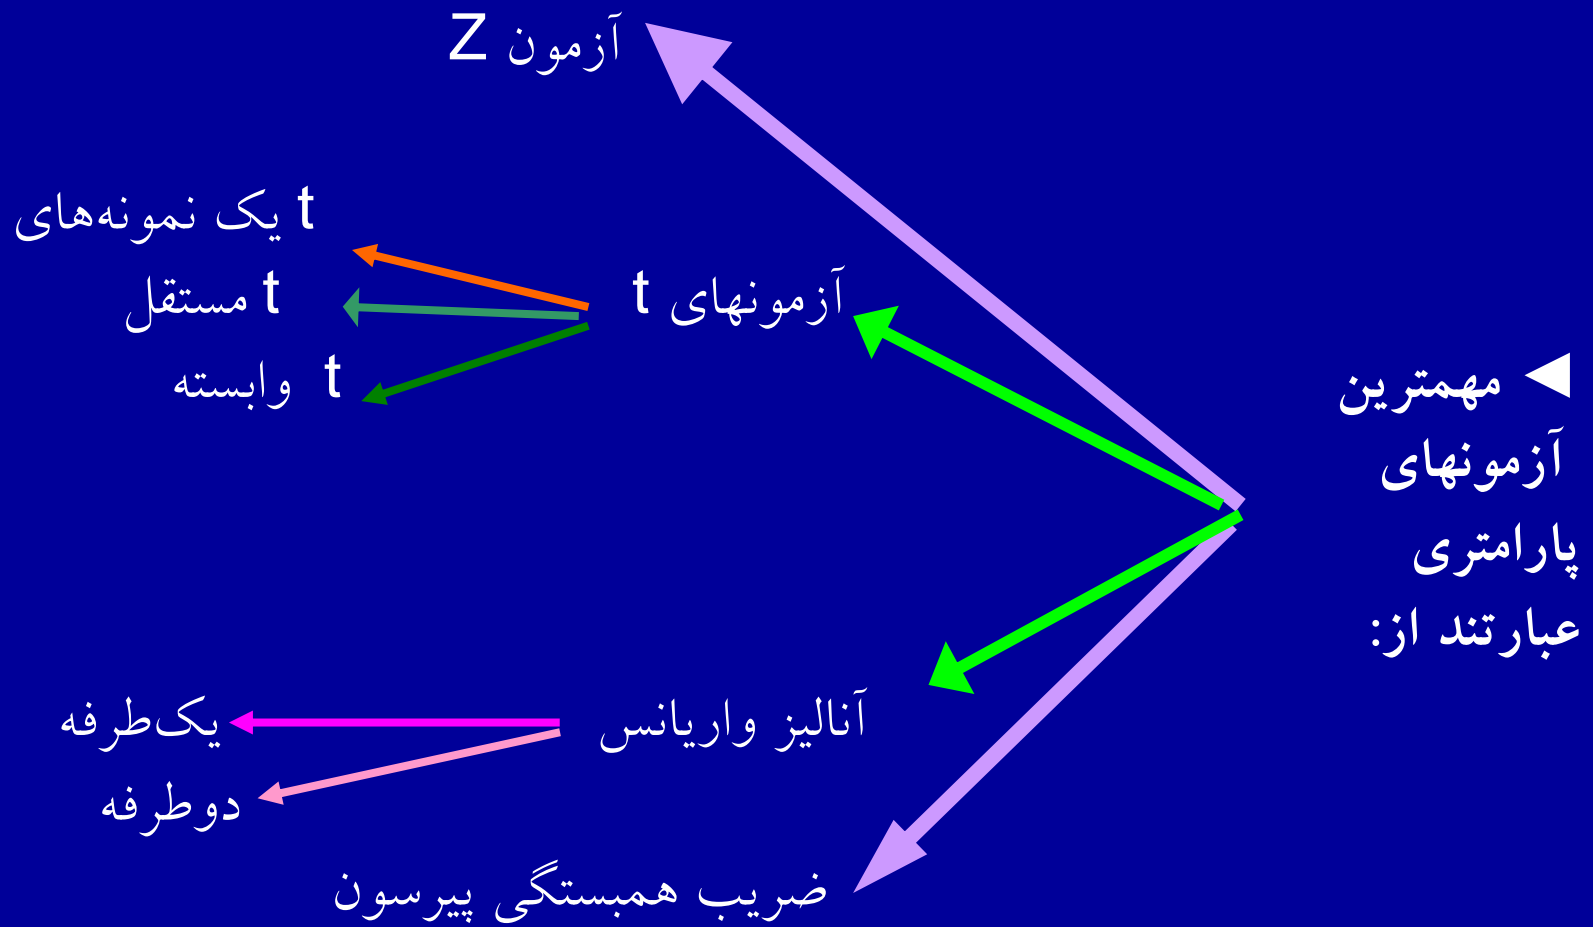 ◄ مهمترین
آزمونهای
پارامتری
عبارتند از:
آزمون Z
آزمونهای t
t یک نمونه‌های
t مستقل
t وابسته
آنالیز واریانس
یک‌طرفه
دوطرفه
ضریب همبستگی پیرسون